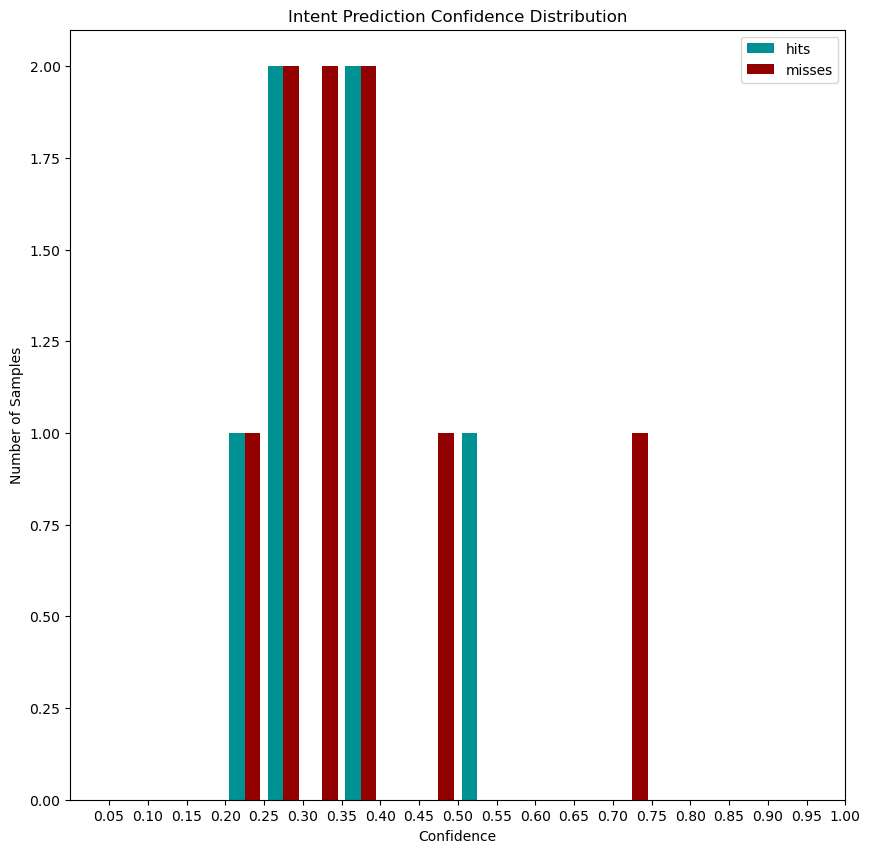 Intent Prediction Confidence Distribution
hits
misses
2.00
1.75
1.50
1.25
1.00
0.75
0.50
0.25
0.00
Number of Samples
0.05 0.10 0.15 0.20 0.25 0.30 0.35 0.40 0.45 0.50 0.55 0.60 0.65 0.70 0.75 0.80 0.85 0.90 0.95 1.00
Confidence